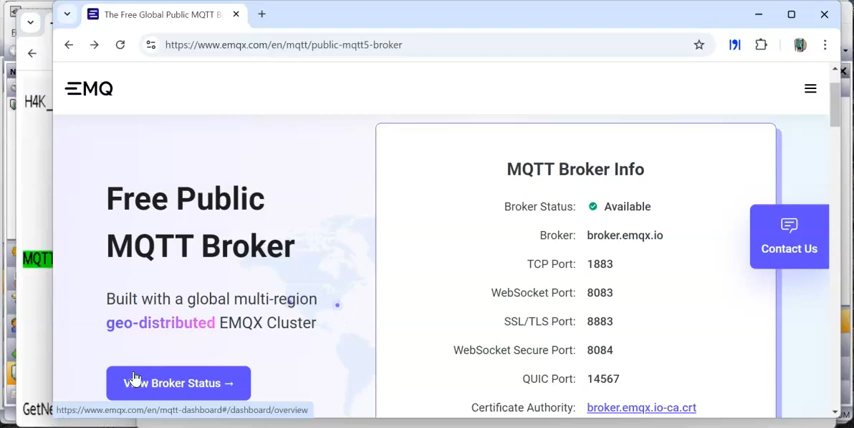 The Free Global Public MQTT B
https://www.emqx.com/en/mqtt/public-mqtt5-broker
H4K_
EMQ
Free Public
MQTT Broker
Built with a global multi-region
geo-distributed EMQX Cluster
View Broker Status →
https://www.emqx.com/en/mqtt-dashboard#/dashboard/overview
MQTT Broker Info
Broker Status: Available
Broker: broker.emqx.io
TCP Port: 1883
WebSocket Port: 8083
SSL/TLS Port: 8883
WebSocket Secure Port: 8084
QUIC Port: 14567
Certificate Authority: broker.emqx.io-ca.crt
Contact Us
MQTT
GetNe